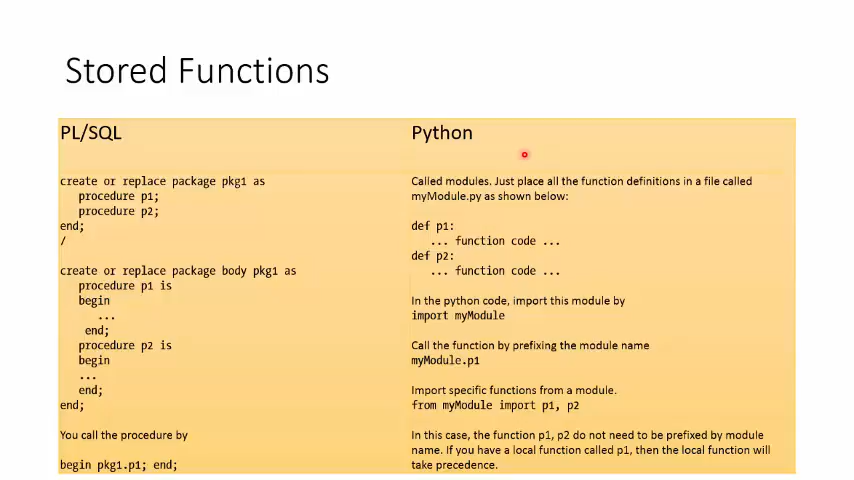 Stored Functions
PL/SQL
create or replace package pkg1 as
procedure p1;
procedure p2;
end;
/
create or replace package body pkg1 as
procedure p1 is
begin
...
end;
procedure p2 is
begin
...
end;
end;
You call the procedure by
begin pkg1.p1; end;
Python
Called modules. Just place all the function definitions in a file called
myModule.py as shown below:
def p1:
... function code ...
def p2:
... function code ...
In the python code, import this module by
import myModule
Call the function by prefixing the module name
myModule.p1
Import specific functions from a module.
from myModule import p1, p2
In this case, the function p1, p2 do not need to be prefixed by module
name. If you have a local function called p1, then the local function will
take precedence.